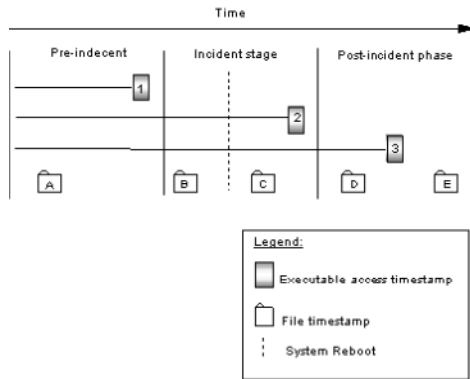 Time
Pre-indecent Incident stage Post-incident phase
1
2
3
A B C D E
Legend:
Executable access timestamp
File timestamp
System Reboot